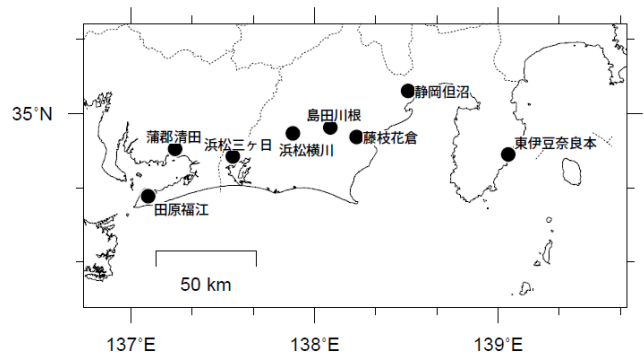 静岡但沼
35°N
島田川根
蒲郡清田
浜松三ヶ日
浜松横川
藤枝花倉
東伊豆奈良本
田原福江
50 km
137°E
138°E
139°E